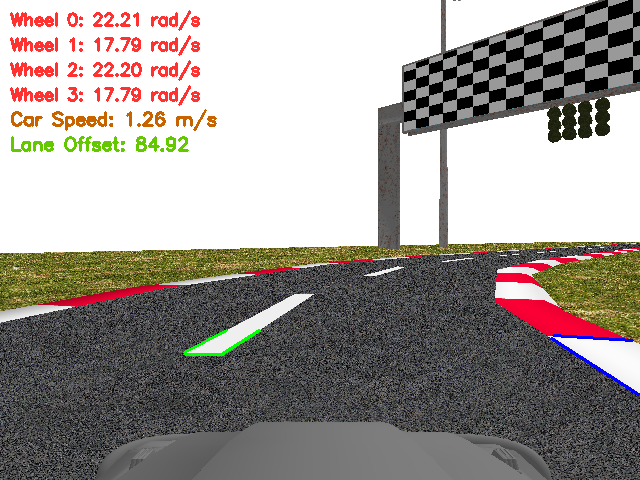 Wheel 0: 22.21 rad/s
Wheel 1: 17.79 rad/s
Wheel 2: 22.20 rad/s
Wheel 3: 17.79 rad/s
Car Speed: 1.26 m/s
Lane Offset: 84.92